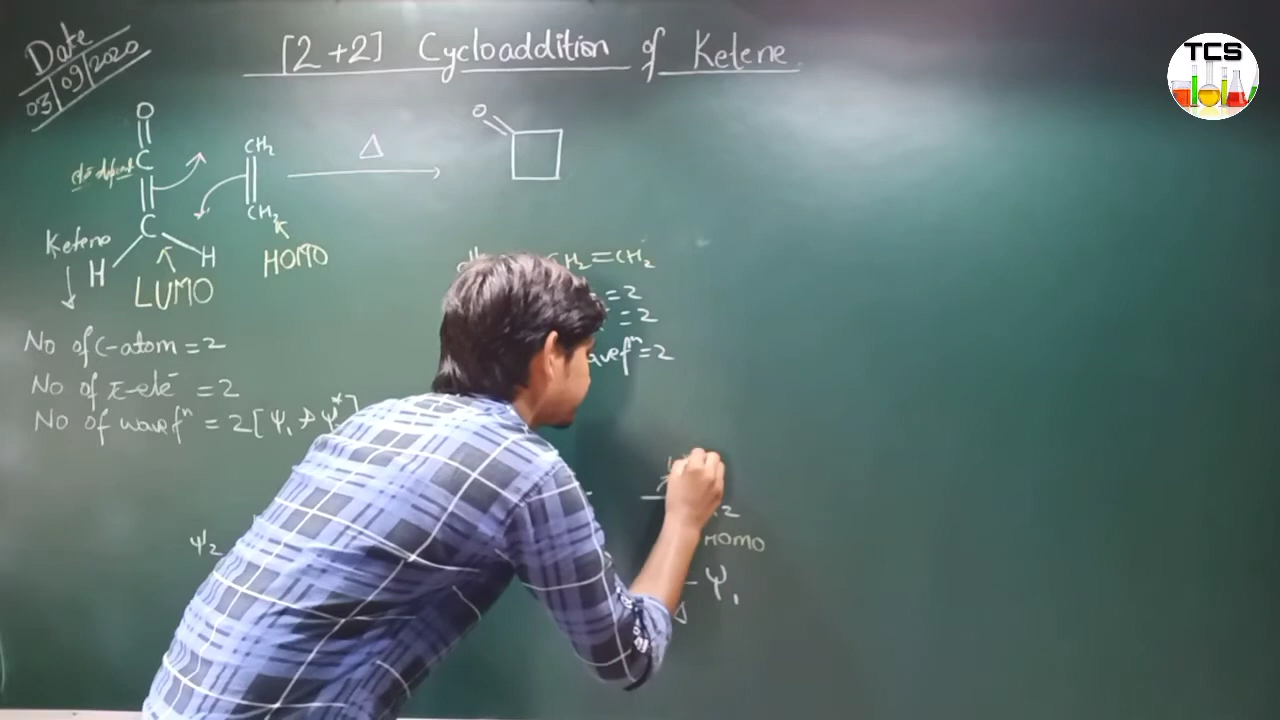 Date
03/09/2020
[2+2] Cycloaddition of Ketene
TCS
O
C
C
H
H
CH2
CH2
Δ
O
Ketene
LUMO
HOMO
No of C-atom = 2
No of π-ele⁻ = 2
No of wavefⁿ = 2[ψ1 ψ*]
CH2=CH2
= 2
= 2
wavefⁿ = 2
ψ2
2
HOMO
ψ1